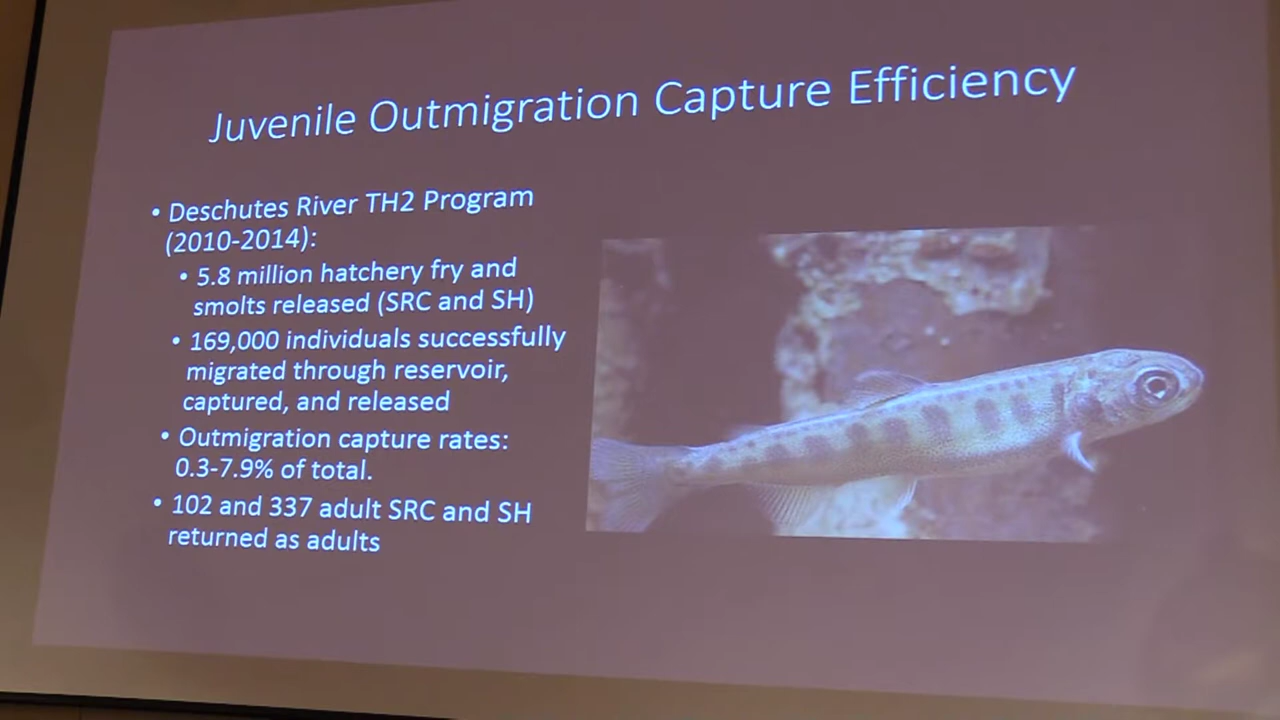 Juvenile Outmigration Capture Efficiency
• Deschutes River TH2 Program
(2010-2014):
• 5.8 million hatchery fry and
smolts released (SRC and SH)
• 169,000 individuals successfully
migrated through reservoir,
captured, and released
• Outmigration capture rates:
0.3-7.9% of total.
• 102 and 337 adult SRC and SH
returned as adults